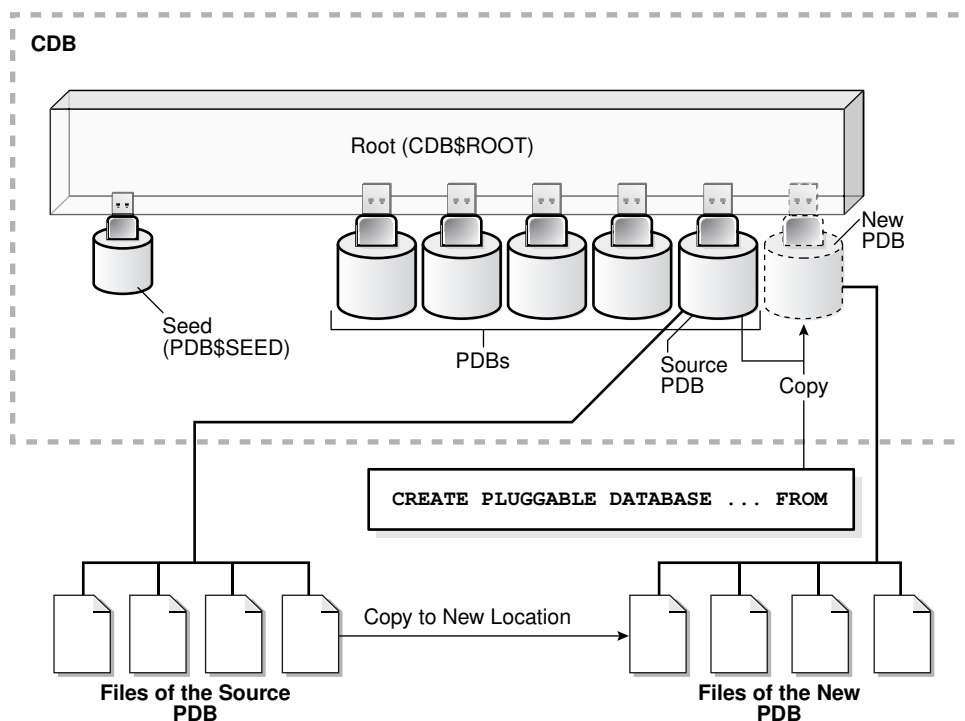 CDB
Root (CDB$ROOT)
New
PDB
Seed
(PDB$SEED)
PDBs
Source
PDB
Copy
CREATE PLUGGABLE DATABASE ... FROM
Copy to New Location
Files of the Source
PDB
Files of the New
PDB